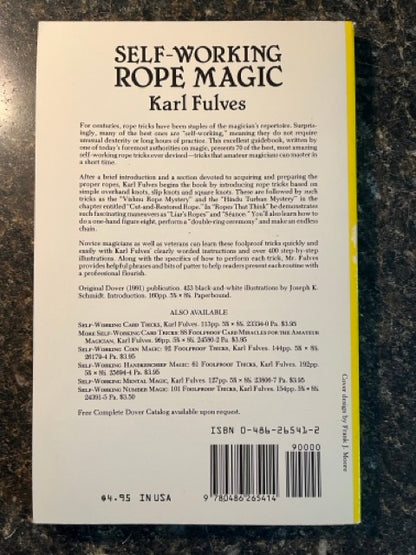 SELF-WORKING
ROPE MAGIC
Karl Fulves
For centuries, rope tricks have been staples of the magician's repertoire. Surpris-
ingly, many of the best ones are "self-working," meaning they do not require
unusual dexterity or long hours of practice. This excellent guidebook, written by
one of today's foremost authorities on magic, presents 70 of the best, most amazing
self-working rope tricks ever devised—tricks that amateur magicians can master in
a short time.
After a brief introduction and a section devoted to acquiring and preparing the
proper ropes, Karl Fulves begins the book by introducing rope tricks based on
simple overhand knots, slip knots and square knots. These are followed by such
tricks as the "Vishnu Rope Mystery" and the "Hindu Turban Mystery" in the
chapter entitled "Cut-and-Restored Rope." In "Ropes That Think" he demonstrates
such fascinating maneuvers as "Liar's Ropes" and "Séance." You'll also learn how to
do a one-hand figure eight, perform a "double-ring ceremony" and make an endless
chain.
Novice magicians as well as veterans can learn these foolproof tricks quickly and
easily with Karl Fulves' clearly worded instructions and over 400 step-by-step
illustrations. Along with the specifics of how to perform each trick, Mr. Fulves
provides helpful phrases and bits of patter to help readers present each routine with
a professional flourish.
Original Dover (1991) publication. 453 black-and-white illustrations by Joseph K.
Schmidt. Introduction. 160pp. 5⅜ × 8½. Paperbound.
ALSO AVAILABLE
SELF-WORKING CARD TRICKS, Karl Fulves. 113pp. 5⅜ × 8½. 23334-0 Pa. $3.95
MORE SELF-WORKING CARD TRICKS: 88 FOOLPROOF CARD MIRACLES FOR THE AMATEUR
MAGICIAN, Karl Fulves. 96pp. 5⅜ × 8½. 24580-2 Pa. $3.95
SELF-WORKING COIN MAGIC: 92 FOOLPROOF TRICKS, Karl Fulves. 144pp. 5⅜ × 8½.
26179-4 Pa. $3.95
SELF-WORKING HANDKERCHIEF MAGIC: 61 FOOLPROOF TRICKS, Karl Fulves. 192pp.
5⅜ × 8½. 25694-4 Pa. $3.50
SELF-WORKING MENTAL MAGIC, Karl Fulves. 127pp. 5⅜ × 8½. 23806-7 Pa. $3.95
SELF-WORKING NUMBER MAGIC: 101 FOOLPROOF TRICKS, Karl Fulves. 154pp. 5⅜ × 8½.
24391-5 Pa. $3.50
Free Complete Dover Catalog available upon request.
Cover design by Frank J. Moore
ISBN 0-486-26541-2
90000
$4.95 IN USA
9 780486 265414